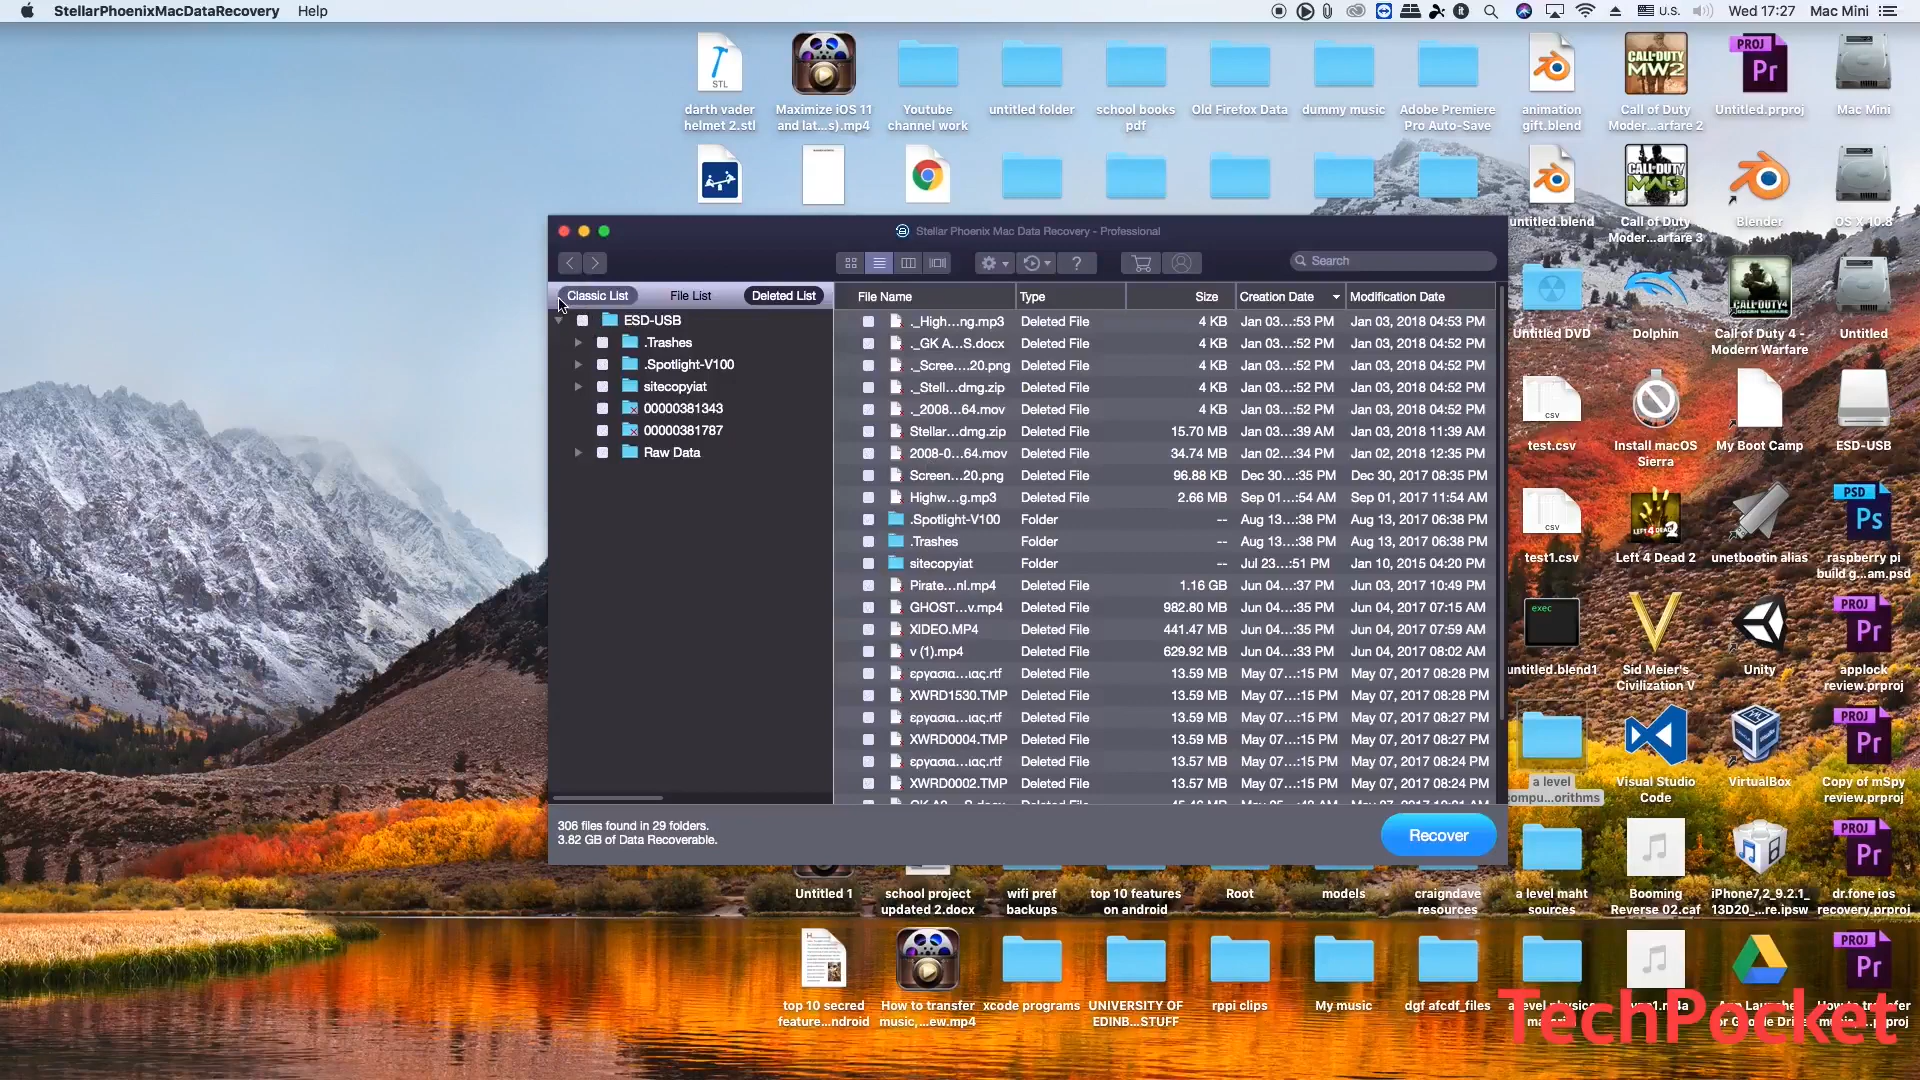 StellarPhoenixMacDataRecovery Help
U.S. Wed 17:27 Mac Mini
STL
PROJ
Pr
darth vader
helmet 2.stl
Maximize iOS 11
and lat...s).mp4
Youtube
channel work
untitled folder
school books
pdf
Old Firefox Data
dummy music
Adobe Premiere
Pro Auto-Save
animation
gift.blend
Call of Duty
Moder...arfare 2
Untitled.prproj
Mac Mini
untitled.blend
Call of Duty
Moder...arfare 3
Blender
OS X 10.8
Stellar Phoenix Mac Data Recovery - Professional
Search
Classic List File List Deleted List
ESD-USB
.Trashes
.Spotlight-V100
sitecopyiat
00000381343
00000381787
Raw Data
File Name Type Size Creation Date Modification Date
._High...ng.mp3 Deleted File 4 KB Jan 03...:53 PM Jan 03, 2018 04:53 PM
._GK A...S.docx Deleted File 4 KB Jan 03...:52 PM Jan 03, 2018 04:52 PM
._Scree....20.png Deleted File 4 KB Jan 03...:52 PM Jan 03, 2018 04:52 PM
._Stell...dmg.zip Deleted File 4 KB Jan 03...:52 PM Jan 03, 2018 04:52 PM
._2008...64.mov Deleted File 4 KB Jan 03...:52 PM Jan 03, 2018 04:52 PM
Stellar...dmg.zip Deleted File 15.70 MB Jan 03...:39 AM Jan 03, 2018 11:39 AM
2008-0...64.mov Deleted File 34.74 MB Jan 02...:34 PM Jan 02, 2018 12:35 PM
Screen...20.png Deleted File 96.88 KB Dec 30...:35 PM Dec 30, 2017 08:35 PM
Highw...g.mp3 Deleted File 2.66 MB Sep 01...:54 AM Sep 01, 2017 11:54 AM
.Spotlight-V100 Folder -- Aug 13...:38 PM Aug 13, 2017 06:38 PM
.Trashes Folder -- Aug 13...:38 PM Aug 13, 2017 06:38 PM
sitecopyiat Folder -- Jul 23...:51 PM Jan 10, 2015 04:20 PM
Pirate...nl.mp4 Deleted File 1.16 GB Jun 04...:37 PM Jun 03, 2017 10:49 PM
GHOST...v.mp4 Deleted File 982.80 MB Jun 04...:35 PM Jun 04, 2017 07:15 AM
XIDEO.MP4 Deleted File 441.47 MB Jun 04...:35 PM Jun 04, 2017 07:59 AM
v (1).mp4 Deleted File 629.92 MB Jun 04...:33 PM Jun 04, 2017 08:02 AM
εργασια...ιας.rtf Deleted File 13.59 MB May 07...:15 PM May 07, 2017 08:28 PM
XWRD1530.TMP Deleted File 13.59 MB May 07...:15 PM May 07, 2017 08:28 PM
εργασια...ιας.rtf Deleted File 13.59 MB May 07...:15 PM May 07, 2017 08:27 PM
XWRD0004.TMP Deleted File 13.59 MB May 07...:15 PM May 07, 2017 08:27 PM
εργασια...ιας.rtf Deleted File 13.57 MB May 07...:15 PM May 07, 2017 08:24 PM
XWRD0002.TMP Deleted File 13.57 MB May 07...:15 PM May 07, 2017 08:24 PM
306 files found in 29 folders.
3.82 GB of Data Recoverable.
Recover
Untitled DVD
Dolphin
Call of Duty 4 -
Modern Warfare
Untitled
csv
test.csv
Install macOS
Sierra
My Boot Camp
ESD-USB
csv
PSD
Ps
test1.csv
Left 4 Dead 2
unetbootin alias
raspberry pi
build g...am.psd
exec
PROJ
Pr
untitled.blend1
Sid Meier's
Civilization V
Unity
applock
review.prproj
PROJ
Pr
a level
compu...orithms
Visual Studio
Code
VirtualBox
Copy of mSpy
review.prproj
PROJ
Pr
Untitled 1
school project
updated 2.docx
wifi pref
backups
top 10 features
on android
Root
models
craigndave
resources
a level maht
sources
Booming
Reverse 02.caf
iPhone7,2_9.2.1_
13D20_...re.ipsw
dr.fone ios
recovery.prproj
PROJ
Pr
top 10 secred
feature...ndroid
How to transfer
music,...ew.mp4
xcode programs
UNIVERSITY OF
EDINB...STUFF
rppi clips
My music
dgf afcdf_files
TechPocket